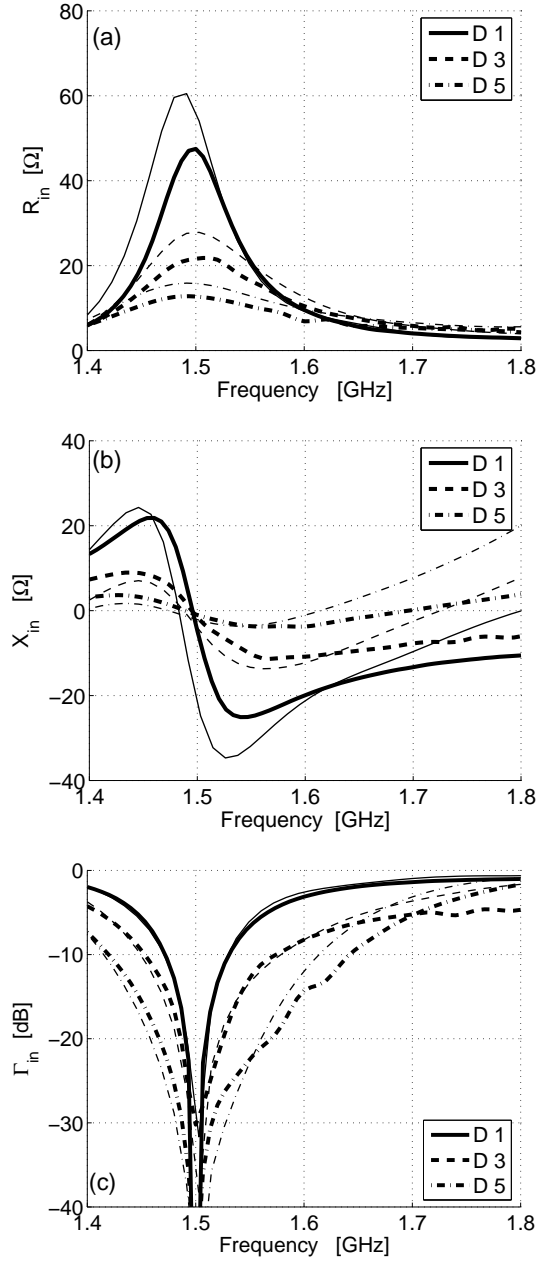 (a)
D 1
D 3
D 5
80
60
40
20
0
R_in [Ω]
1.4 1.5 1.6 1.7 1.8
Frequency [GHz]
(b)
D 1
D 3
D 5
40
20
0
−20
−40
X_in [Ω]
1.4 1.5 1.6 1.7 1.8
Frequency [GHz]
0
-10
-20
-30
-40
Γ_in [dB]
D 1
D 3
D 5
(c)
1.4 1.5 1.6 1.7 1.8
Frequency [GHz]